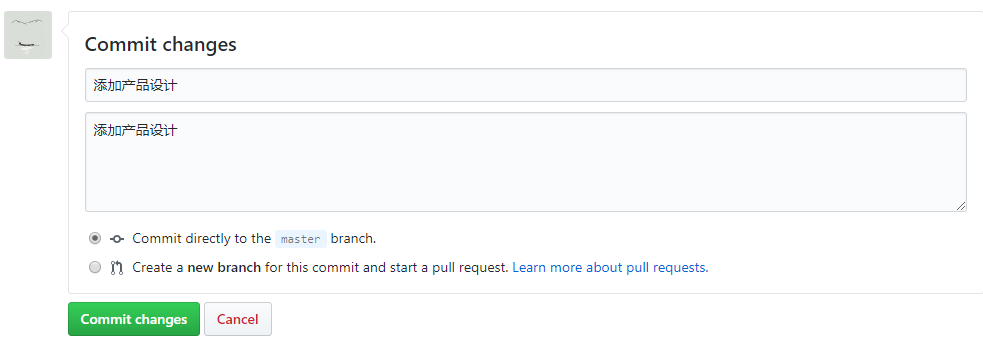 Commit changes
添加产品设计
添加产品设计
Commit directly to the master branch.
Create a new branch for this commit and start a pull request. Learn more about pull requests.
Commit changes Cancel